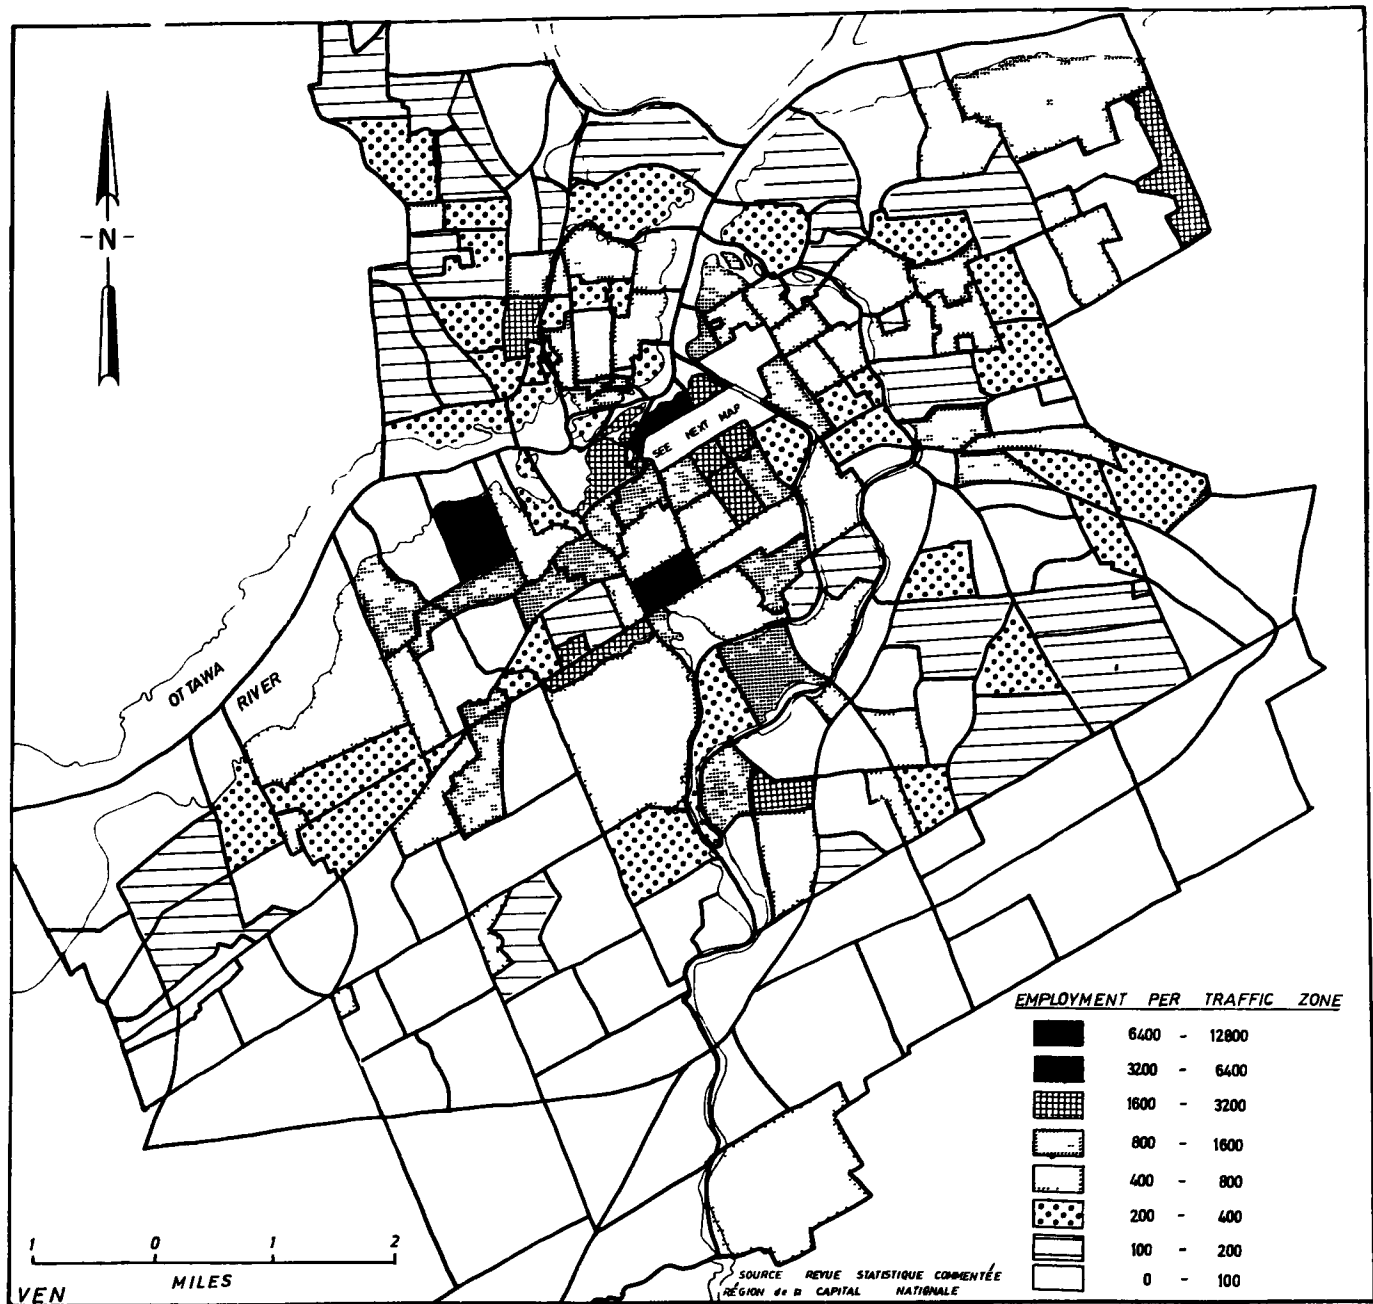 -N-
SEE NEXT MAP
OTTAWA
RIVER
EMPLOYMENT PER TRAFFIC ZONE
6400 - 12800
3200 - 6400
1600 - 3200
800 - 1600
400 - 800
200 - 400
100 - 200
0 - 100
1 0 1 2
MILES
VEN
SOURCE REVUE STATISTIQUE COMMENTÉE
RÉGION de la CAPITAL NATIONALE